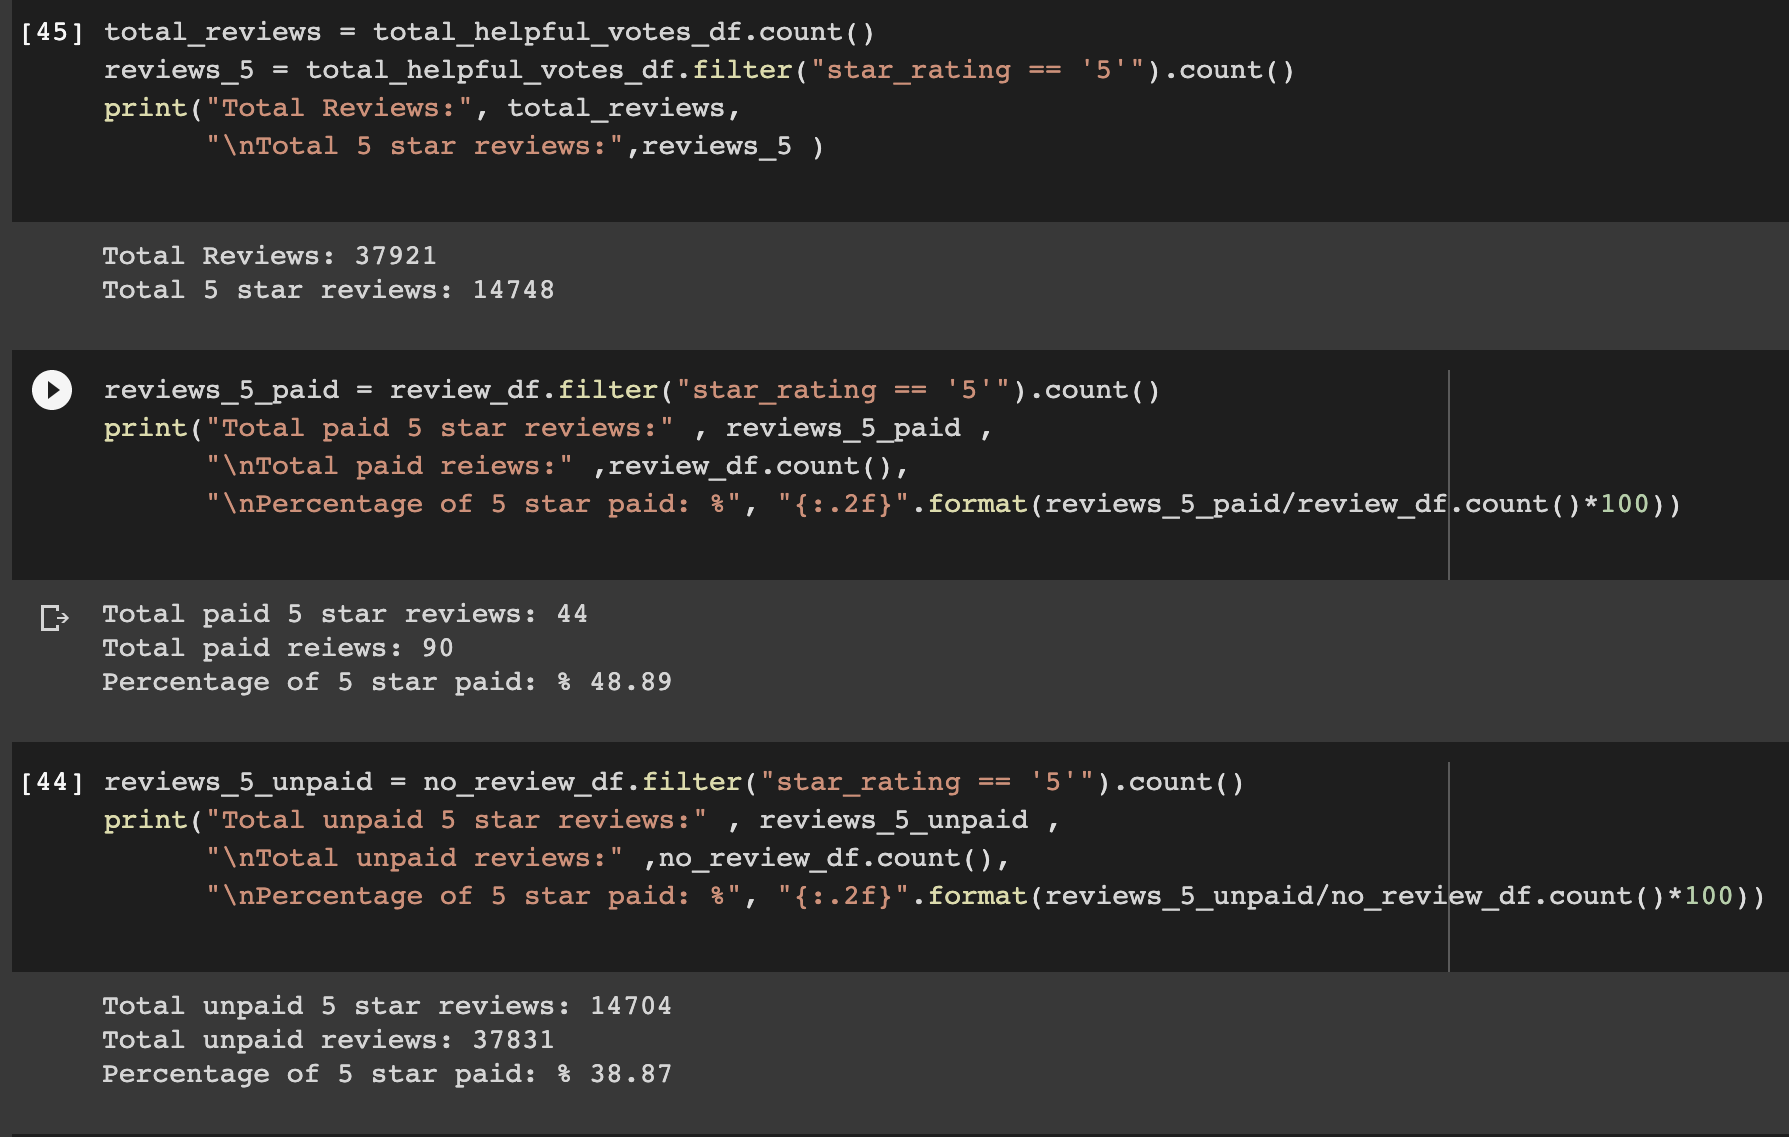 [45] total_reviews = total_helpful_votes_df.count()
reviews_5 = total_helpful_votes_df.filter("star_rating == '5'").count()
print("Total Reviews:", total_reviews,
"\nTotal 5 star reviews:",reviews_5 )
Total Reviews: 37921
Total 5 star reviews: 14748
reviews_5_paid = review_df.filter("star_rating == '5'").count()
print("Total paid 5 star reviews:" , reviews_5_paid ,
"\nTotal paid reiews:" ,review_df.count(),
"\nPercentage of 5 star paid: %", "{:.2f}".format(reviews_5_paid/review_df.count()*100))
Total paid 5 star reviews: 44
Total paid reiews: 90
Percentage of 5 star paid: % 48.89
[44] reviews_5_unpaid = no_review_df.filter("star_rating == '5'").count()
print("Total unpaid 5 star reviews:" , reviews_5_unpaid ,
"\nTotal unpaid reviews:" ,no_review_df.count(),
"\nPercentage of 5 star paid: %", "{:.2f}".format(reviews_5_unpaid/no_review_df.count()*100))
Total unpaid 5 star reviews: 14704
Total unpaid reviews: 37831
Percentage of 5 star paid: % 38.87